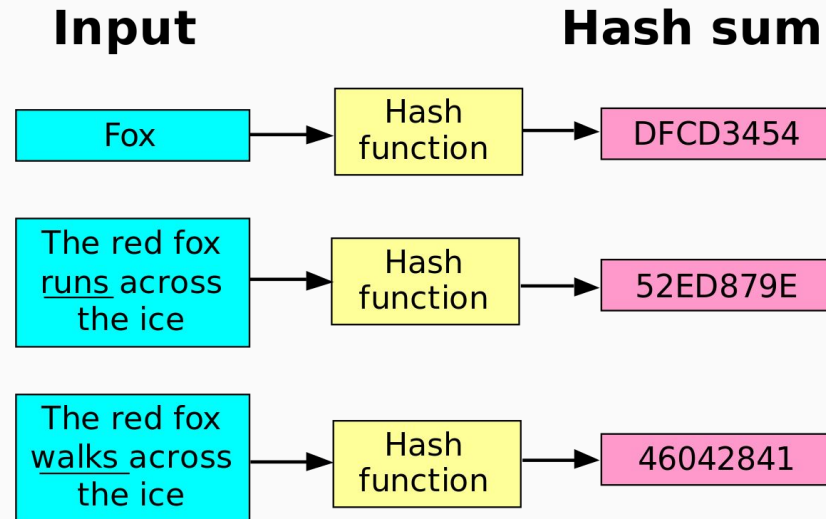 Input
Hash sum
Fox
Hash
function
DFCD3454
The red fox
runs across
the ice
Hash
function
52ED879E
The red fox
walks across
the ice
Hash
function
46042841